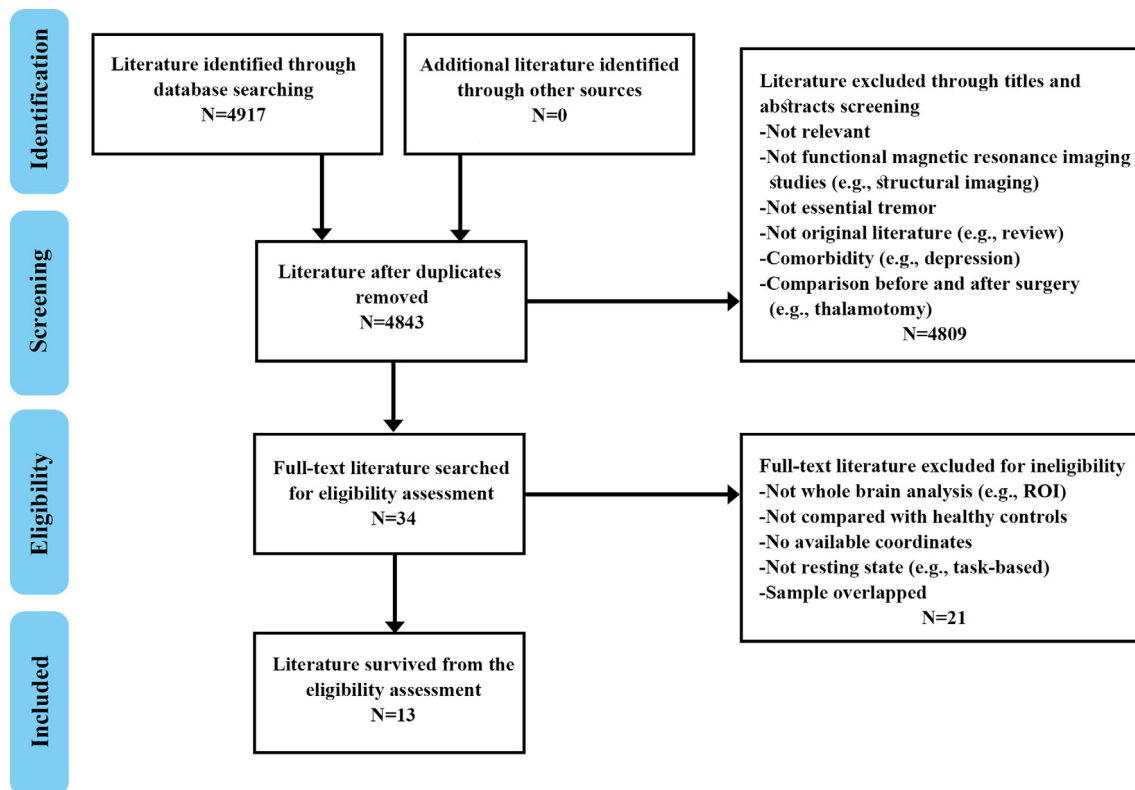 Identification
Literature identified through
database searching
N=4917
Additional literature identified
through other sources
N=0
Literature excluded through titles and
abstracts screening
-Not relevant
-Not functional magnetic resonance imaging
studies (e.g., structural imaging)
-Not essential tremor
-Not original literature (e.g., review)
-Comorbidity (e.g., depression)
-Comparison before and after surgery
(e.g., thalamotomy)
N=4809
Screening
Literature after duplicates
removed
N=4843
Eligibility
Full-text literature searched
for eligibility assessment
N=34
Full-text literature excluded for ineligibility
-Not whole brain analysis (e.g., ROI)
-Not compared with healthy controls
-No available coordinates
-Not resting state (e.g., task-based)
-Sample overlapped
N=21
Included
Literature survived from the
eligibility assessment
N=13